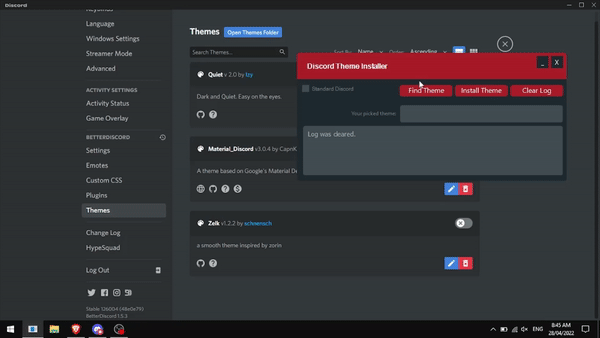 Discord
Language
Windows Settings
Streamer Mode
Advanced
ACTIVITY SETTINGS
Activity Status
Game Overlay
BETTERDISCORD
Settings
Emotes
Custom CSS
Plugins
Themes
Change Log
HypeSquad
Log Out
Stable 136004 (48e0e79)
BetterDiscord 1.5.3
Themes
Open Themes Folder
Search Themes...
Sort By: Name Order: Ascending
Quiet v 2.0 by Izy
Dark and Quiet. Easy on the eyes.
Material_Discord v3.0.4 by CapnK
A theme based on Google's Material De
Zelk v1.2.2 by schwensch
a smooth theme inspired by zorin
Discord Theme Installer
_ X
Standard Discord
Find Theme
Install Theme
Clear Log
Your picked theme:
Log was cleared.
ENG
8:45 AM
28/04/2022